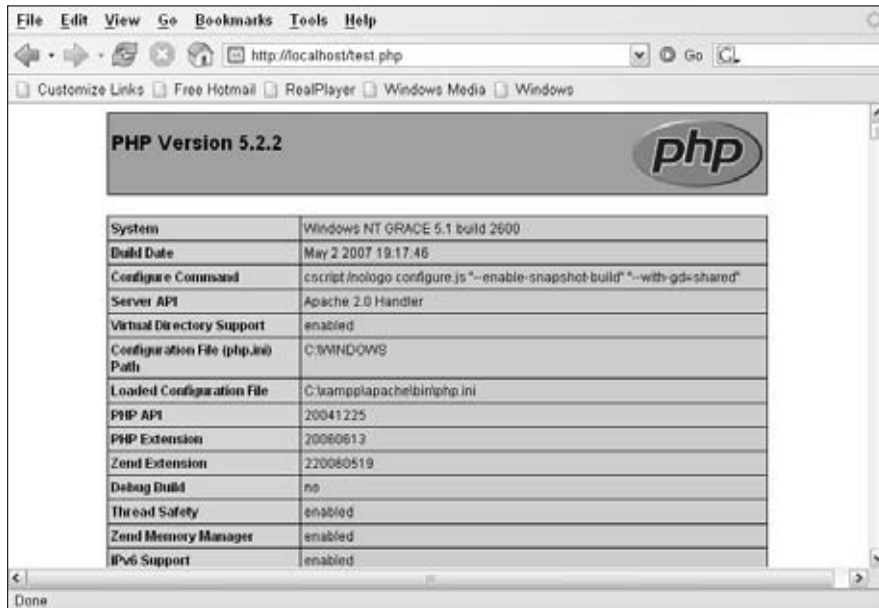 File Edit View Go Bookmarks Tools Help
http://localhost/test.php Go
Customize Links Free Hotmail RealPlayer Windows Media Windows
PHP Version 5.2.2 php
System Windows NT GRACE 5.1 build 2600
Build Date May 2 2007 19:17:46
Configure Command cscript /nologo configure.js "--enable-snapshot-build" "--with-gd=shared"
Server API Apache 2.0 Handler
Virtual Directory Support enabled
Configuration File (php.ini) C:\WINDOWS
Path
Loaded Configuration File C:\xampp\apache\bin\php.ini
PHP API 20041225
PHP Extension 20060613
Zend Extension 220060519
Debug Build no
Thread Safety enabled
Zend Memory Manager enabled
IPv6 Support enabled
Done